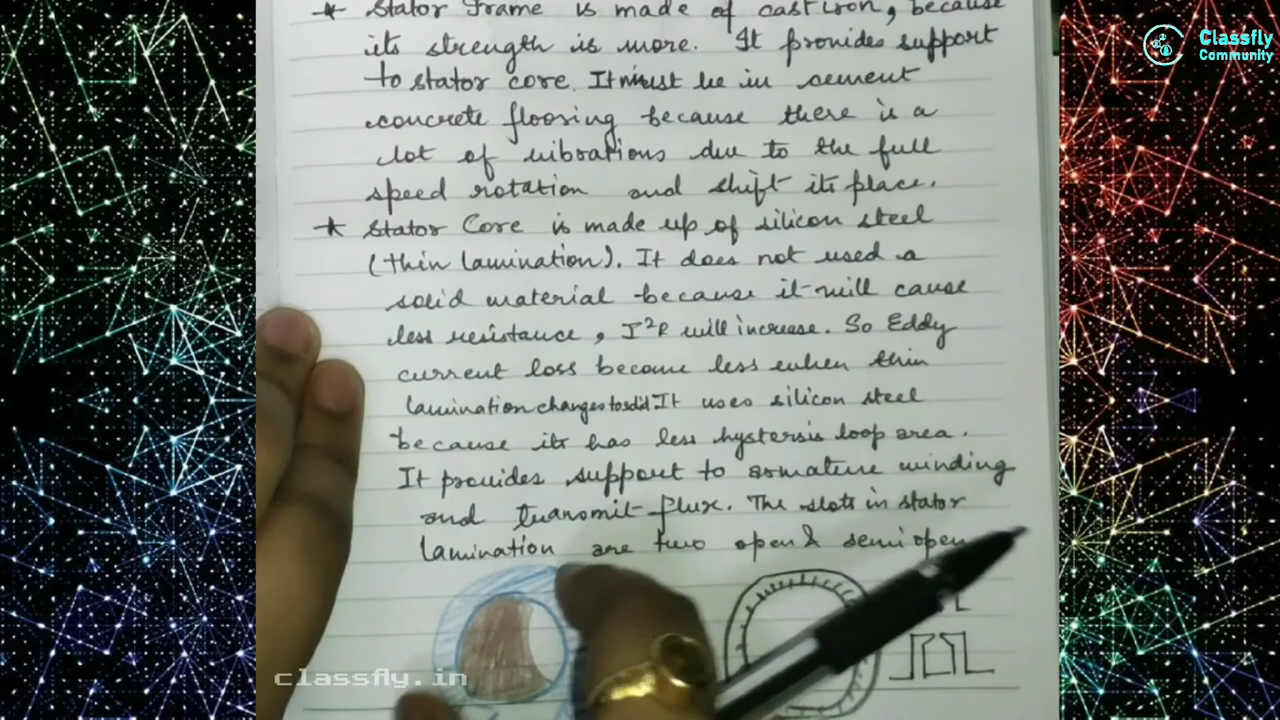 * Stator Frame is made of cast iron, because
its strength is more. It provides support
to stator core. It must be in cement
concrete floosing because there is a
lot of vibrations due to the full
speed rotation and shift its place.
* Stator Core is made up of silicon steel
(thin lamination). It does not used a
solid material because it will cause
less resistance, I²R will increase. So Eddy
current loss become less when thin
lamination changes to solid It uses silicon steel
because its has less hystersis loop area.
It provides support to armature winding
and transmit flux. The slots in stator
lamination are two open & semi open
Classfly
Community
classfly.in